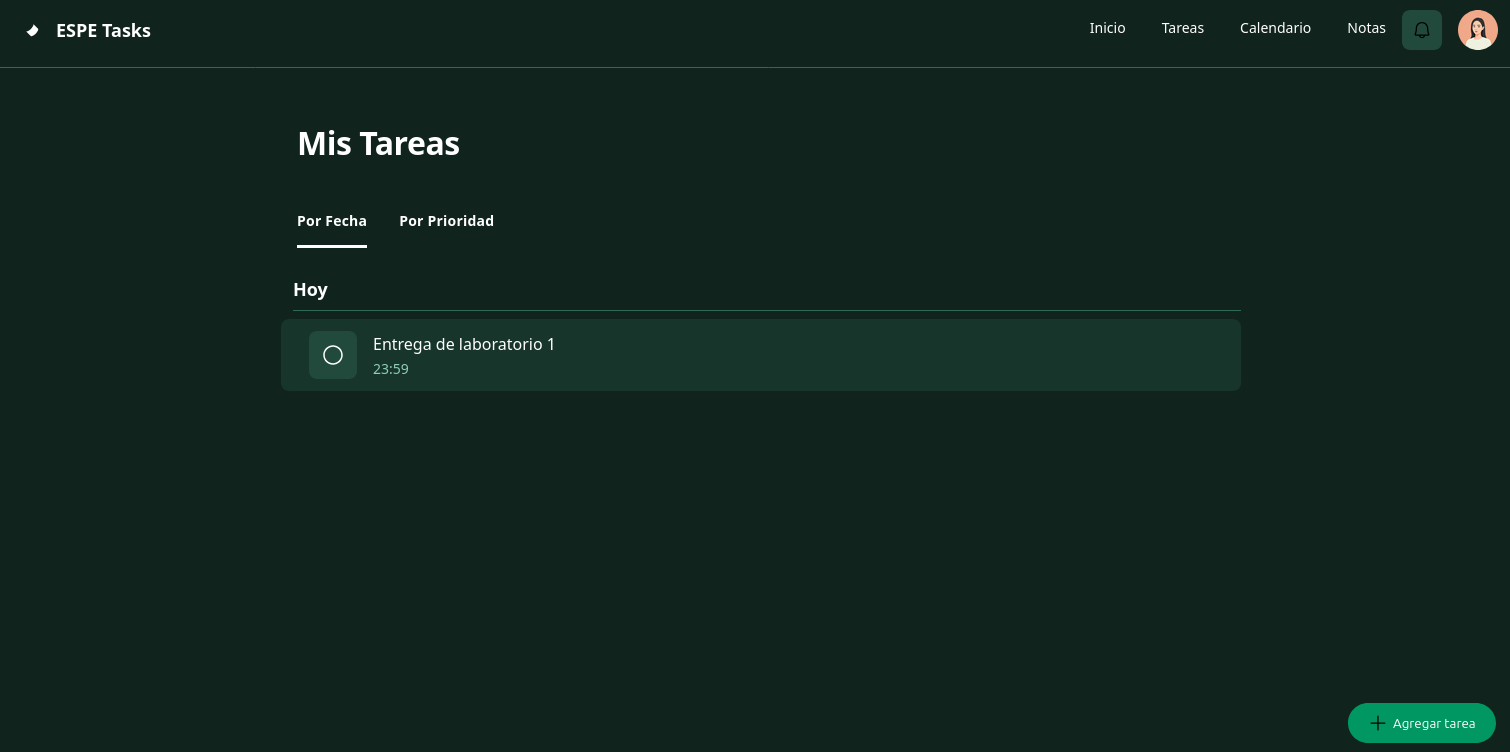 ESPE Tasks
Inicio Tareas Calendario Notas
Mis Tareas
Por Fecha Por Prioridad
Hoy
Entrega de laboratorio 1
23:59
Agregar tarea